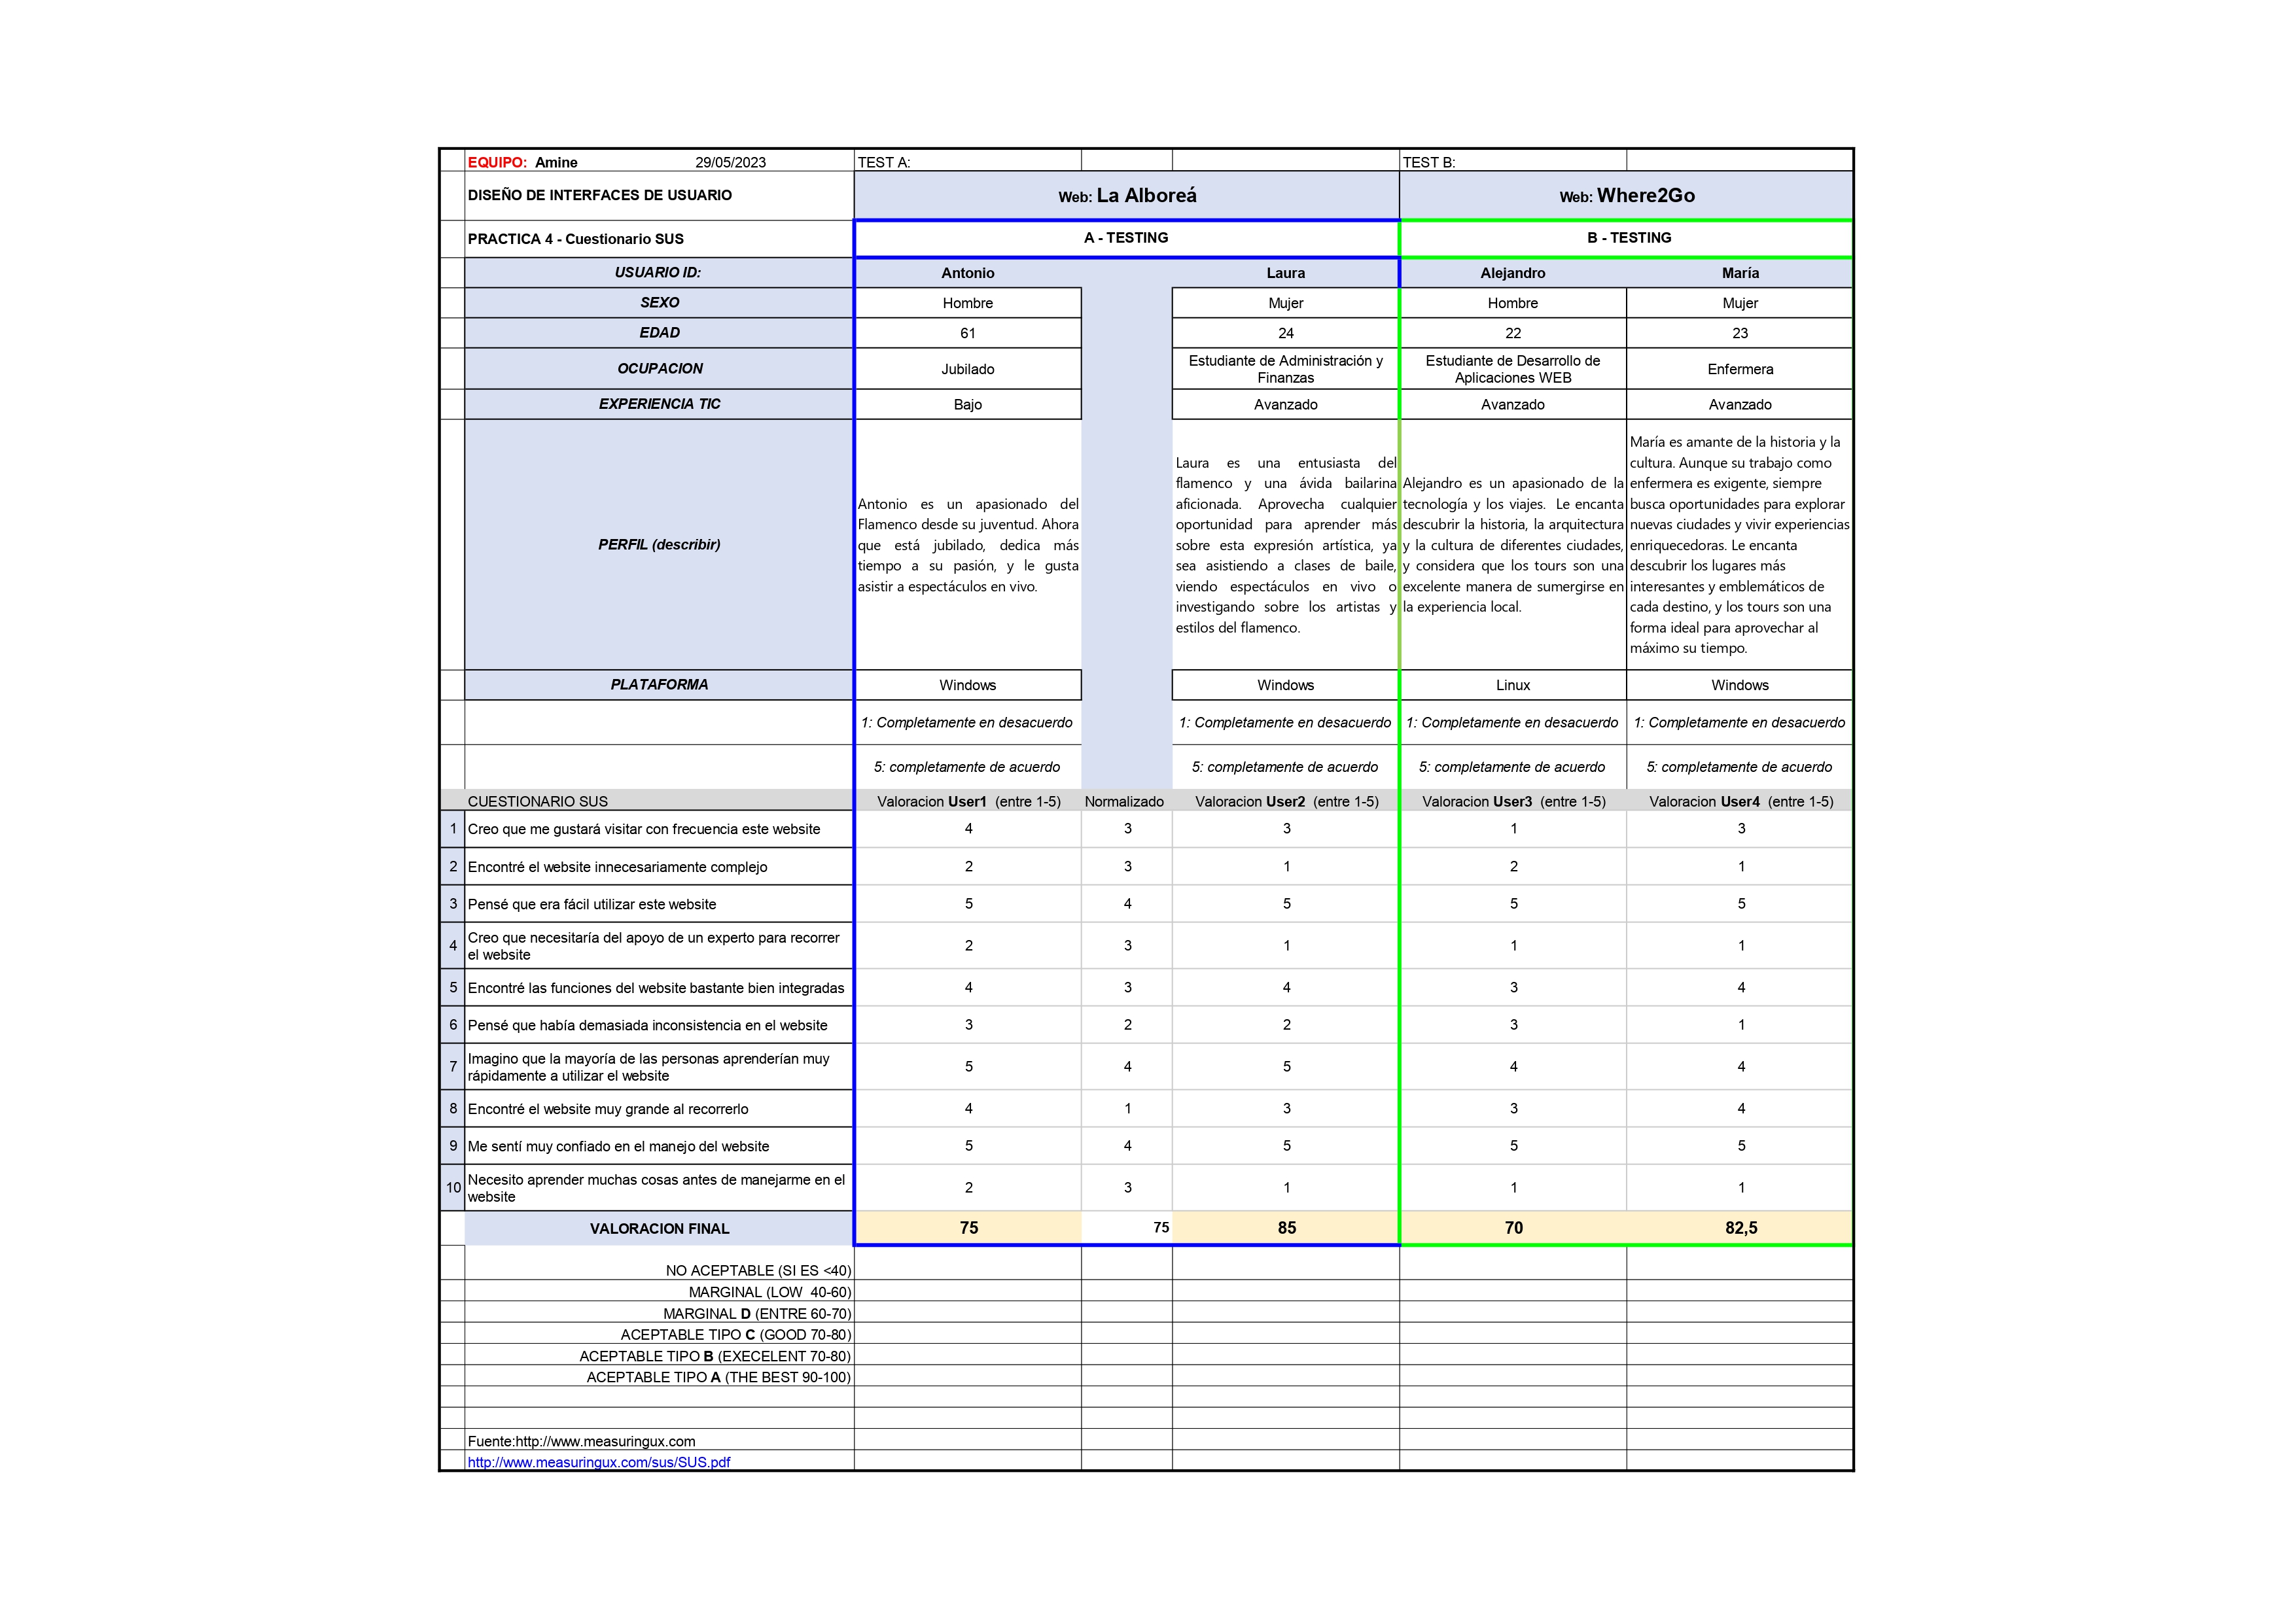 EQUIPO: Amine 29/05/2023 TEST A: TEST B:
DISEÑO DE INTERFACES DE USUARIO Web: La Alboreá Web: Where2Go
PRACTICA 4 - Cuestionario SUS A - TESTING B - TESTING
USUARIO ID: Antonio Laura Alejandro María
SEXO Hombre Mujer Hombre Mujer
EDAD 61 24 22 23
OCUPACION Jubilado
Estudiante de Administración y
Finanzas
Estudiante de Desarrollo de
Aplicaciones WEB
Enfermera
EXPERIENCIA TIC Bajo Avanzado Avanzado Avanzado
PERFIL (describir)
Antonio es un apasionado del
Flamenco desde su juventud. Ahora
que está jubilado, dedica más
tiempo a su pasión, y le gusta
asistir a espectáculos en vivo.
Laura es una entusiasta del
flamenco y una ávida bailarina
aficionada. Aprovecha cualquier
oportunidad para aprender más
sobre esta expresión artística, ya
sea asistiendo a clases de baile,
viendo espectáculos en vivo o
investigando sobre los artistas y
estilos del flamenco.
Alejandro es un apasionado de la
tecnología y los viajes. Le encanta
descubrir la historia, la arquitectura
y la cultura de diferentes ciudades,
y considera que los tours son una
excelente manera de sumergirse en
la experiencia local.
María es amante de la historia y la
cultura. Aunque su trabajo como
enfermera es exigente, siempre
busca oportunidades para explorar
nuevas ciudades y vivir experiencias
enriquecedoras. Le encanta
descubrir los lugares más
interesantes y emblemáticos de
cada destino, y los tours son una
forma ideal para aprovechar al
máximo su tiempo.
PLATAFORMA Windows Windows Linux Windows
1: Completamente en desacuerdo 1: Completamente en desacuerdo 1: Completamente en desacuerdo 1: Completamente en desacuerdo
5: completamente de acuerdo 5: completamente de acuerdo 5: completamente de acuerdo 5: completamente de acuerdo
CUESTIONARIO SUS Valoracion User1 (entre 1-5) Normalizado Valoracion User2 (entre 1-5) Valoracion User3 (entre 1-5) Valoracion User4 (entre 1-5)
1 Creo que me gustará visitar con frecuencia este website 4 3 3 1 3
2 Encontré el website innecesariamente complejo 2 3 1 2 1
3 Pensé que era fácil utilizar este website 5 4 5 5 5
4 Creo que necesitaría del apoyo de un experto para recorrer
el website 2 3 1 1 1
5 Encontré las funciones del website bastante bien integradas 4 3 4 3 4
6 Pensé que había demasiada inconsistencia en el website 3 2 2 3 1
7 Imagino que la mayoría de las personas aprenderían muy
rápidamente a utilizar el website 5 4 5 4 4
8 Encontré el website muy grande al recorrerlo 4 1 3 3 4
9 Me sentí muy confiado en el manejo del website 5 4 5 5 5
10 Necesito aprender muchas cosas antes de manejarme en el
website 2 3 1 1 1
VALORACION FINAL 75 75 85 70 82,5
NO ACEPTABLE (SI ES <40)
MARGINAL (LOW 40-60)
MARGINAL D (ENTRE 60-70)
ACEPTABLE TIPO C (GOOD 70-80)
ACEPTABLE TIPO B (EXECELENT 70-80)
ACEPTABLE TIPO A (THE BEST 90-100)
Fuente:http://www.measuringux.com
http://www.measuringux.com/sus/SUS.pdf